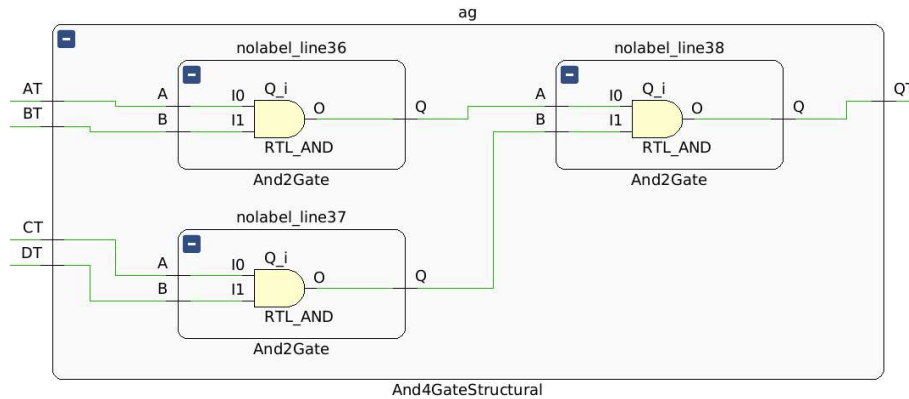 ag
nolabel_line36
nolabel_line38
AT
BT
A
B
I0
I1
Q_i
O
RTL_AND
Q
And2Gate
A
B
I0
I1
Q_i
O
RTL_AND
Q
And2Gate
QT
nolabel_line37
CT
DT
A
B
I0
I1
Q_i
O
RTL_AND
Q
And2Gate
And4GateStructural